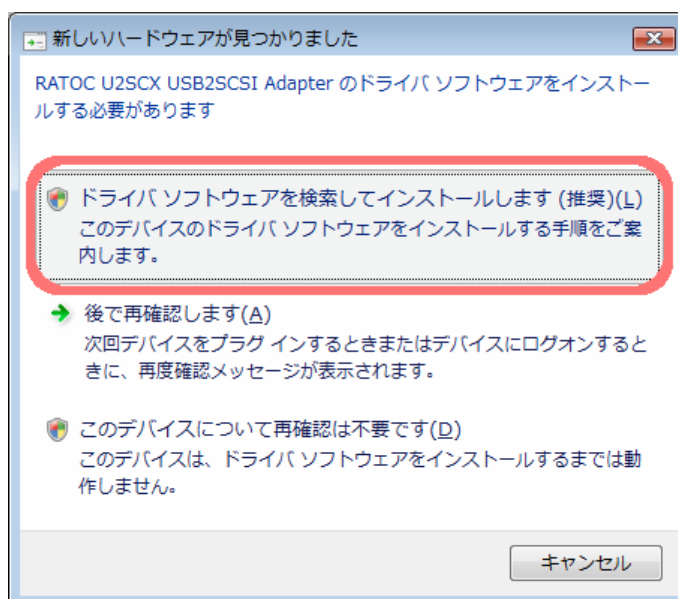 新しいハードウェアが見つかりました
RATOC U2SCX USB2SCSI Adapter のドライバ ソフトウェアをインストー
ルする必要があります
ドライバ ソフトウェアを検索してインストールします (推奨)(L)
このデバイスのドライバ ソフトウェアをインストールする手順をご案
内します。
後で再確認します(A)
次回デバイスをプラグ インするときまたはデバイスにログオンすると
きに、再度確認メッセージが表示されます。
このデバイスについて再確認は不要です(D)
このデバイスは、ドライバ ソフトウェアをインストールするまでは動
作しません。
キャンセル